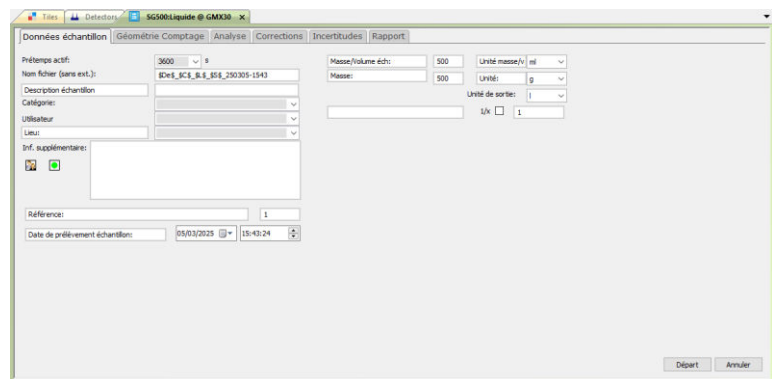 Tiles Detectors SG500:Liquide @ GMX30 x
Données échantillon Géométrie Comptage Analyse Corrections Incertitudes Rapport
Prétemps actif: 3600 s Masse/Volume éch: 500 Unité masse/v ml
Nom fichier (sans ext.): $De$_$C$_$L$_$S$_250305-1543 Masse: 500 Unité: g
Description échantillon Unité de sortie: l
Catégorie:
Utilisateur 1/x 1
Lieu:
Inf. supplémentaire:
Référence: 1
Date de prélèvement échantillon: 05/03/2025 15:43:24
Départ Annuler